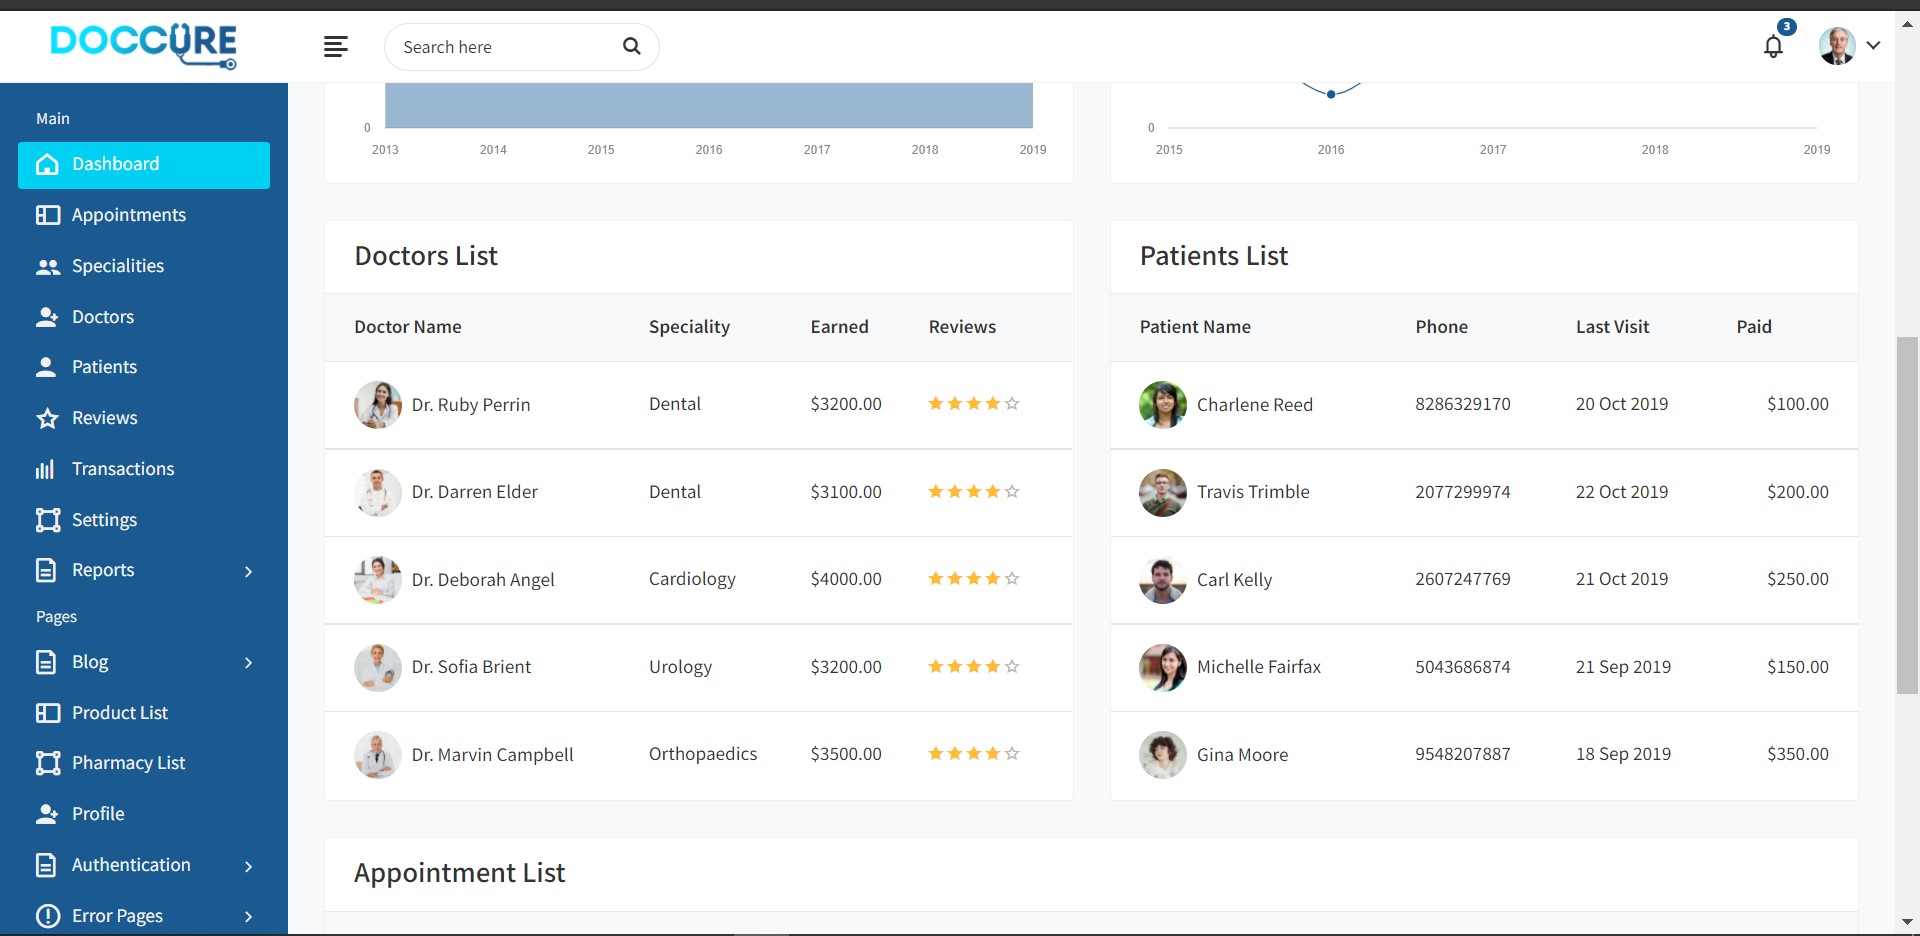 DOCCURE
Search here
3
Main
Dashboard
Appointments
Specialities
Doctors
Patients
Reviews
Transactions
Settings
Reports
Pages
Blog
Product List
Pharmacy List
Profile
Authentication
Error Pages
0
2013 2014 2015 2016 2017 2018 2019
0
2015 2016 2017 2018 2019
Doctors List
Doctor Name Speciality Earned Reviews
Dr. Ruby Perrin Dental $3200.00
Dr. Darren Elder Dental $3100.00
Dr. Deborah Angel Cardiology $4000.00
Dr. Sofia Brient Urology $3200.00
Dr. Marvin Campbell Orthopaedics $3500.00
Patients List
Patient Name Phone Last Visit Paid
Charlene Reed 8286329170 20 Oct 2019 $100.00
Travis Trimble 2077299974 22 Oct 2019 $200.00
Carl Kelly 2607247769 21 Oct 2019 $250.00
Michelle Fairfax 5043686874 21 Sep 2019 $150.00
Gina Moore 9548207887 18 Sep 2019 $350.00
Appointment List